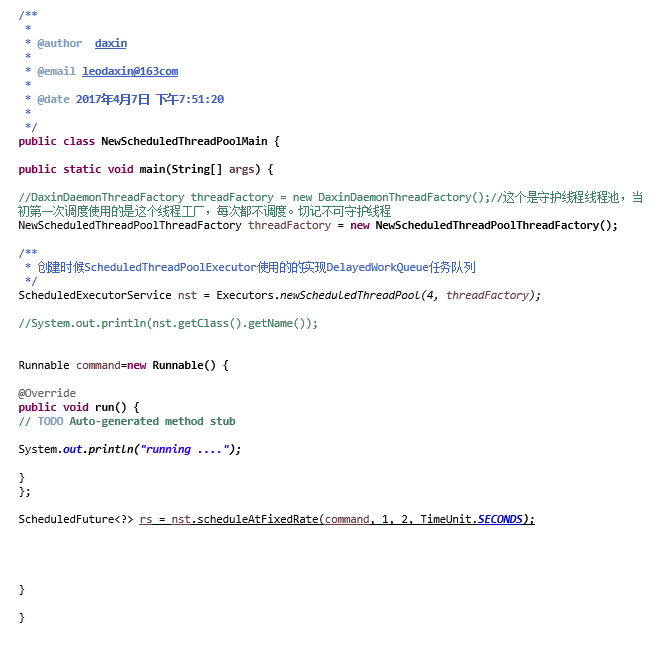 /**
*
* @author daxin
*
* @email leodaxin@163com
*
* @date 2017年4月7日 下午7:51:20
*
*/
public class NewScheduledThreadPoolMain {
public static void main(String[] args) {
//DaxinDaemonThreadFactory threadFactory = new DaxinDaemonThreadFactory();//这个是守护线程线程池，当
初第一次调度使用的是这个线程工厂，每次都不调度。切记不可守护线程
NewScheduledThreadPoolThreadFactory threadFactory = new NewScheduledThreadPoolThreadFactory();
/**
* 创建时候ScheduledThreadPoolExecutor使用的的实现DelayedWorkQueue任务队列
*/
ScheduledExecutorService nst = Executors.newScheduledThreadPool(4, threadFactory);
//System.out.println(nst.getClass().getName());
Runnable command=new Runnable() {
@Override
public void run() {
// TODO Auto-generated method stub
System.out.println("running ....");
}
};
ScheduledFuture<?> rs = nst.scheduleAtFixedRate(command, 1, 2, TimeUnit.SECONDS);
}
}